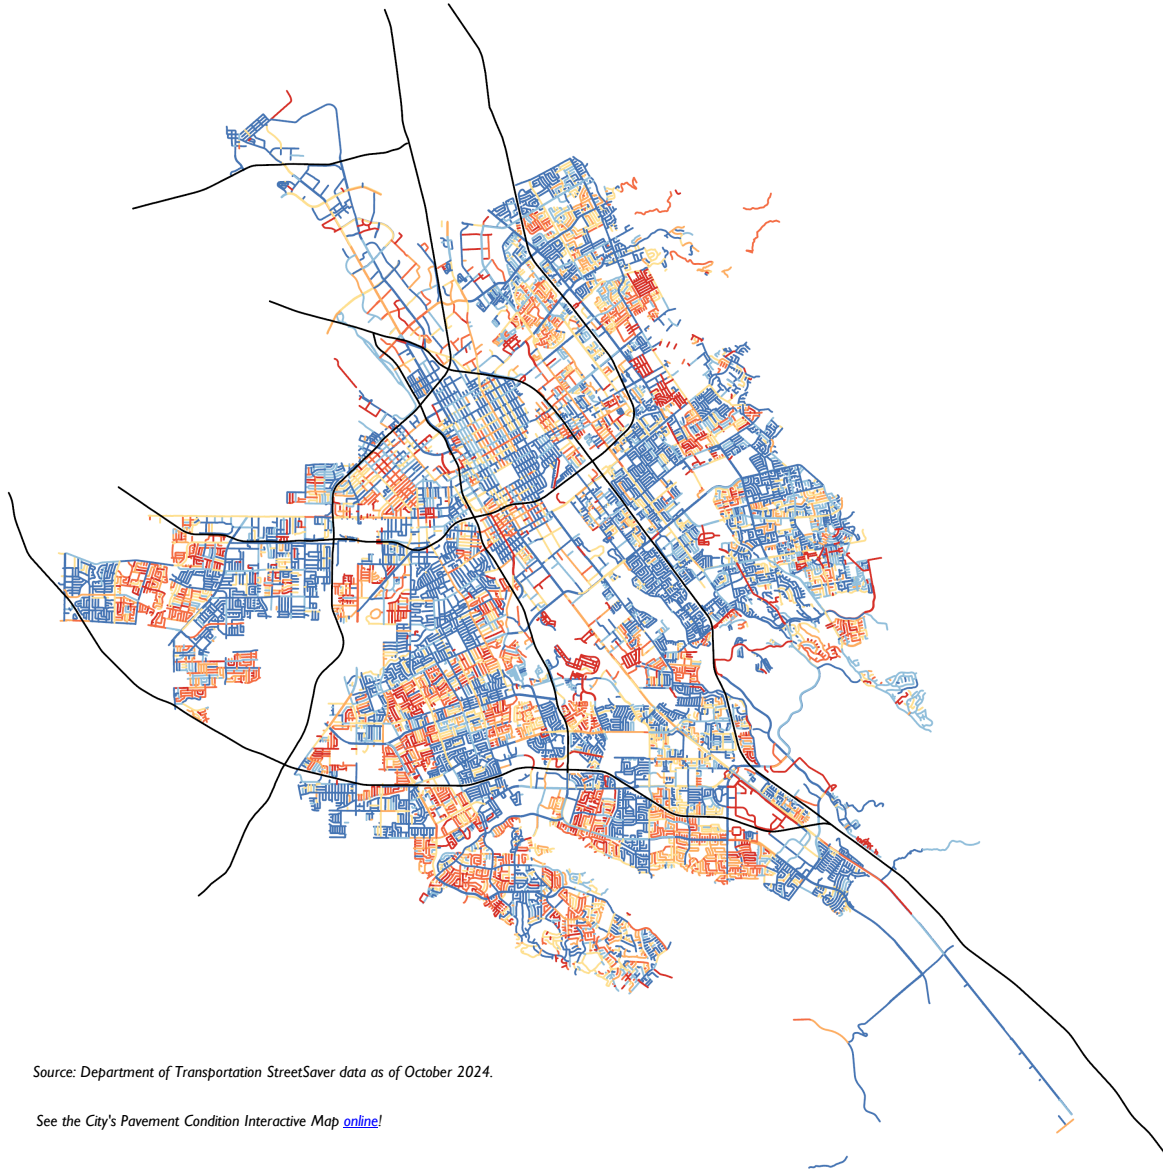 Source: Department of Transportation StreetSaver data as of October 2024.
See the City's Pavement Condition Interactive Map online!